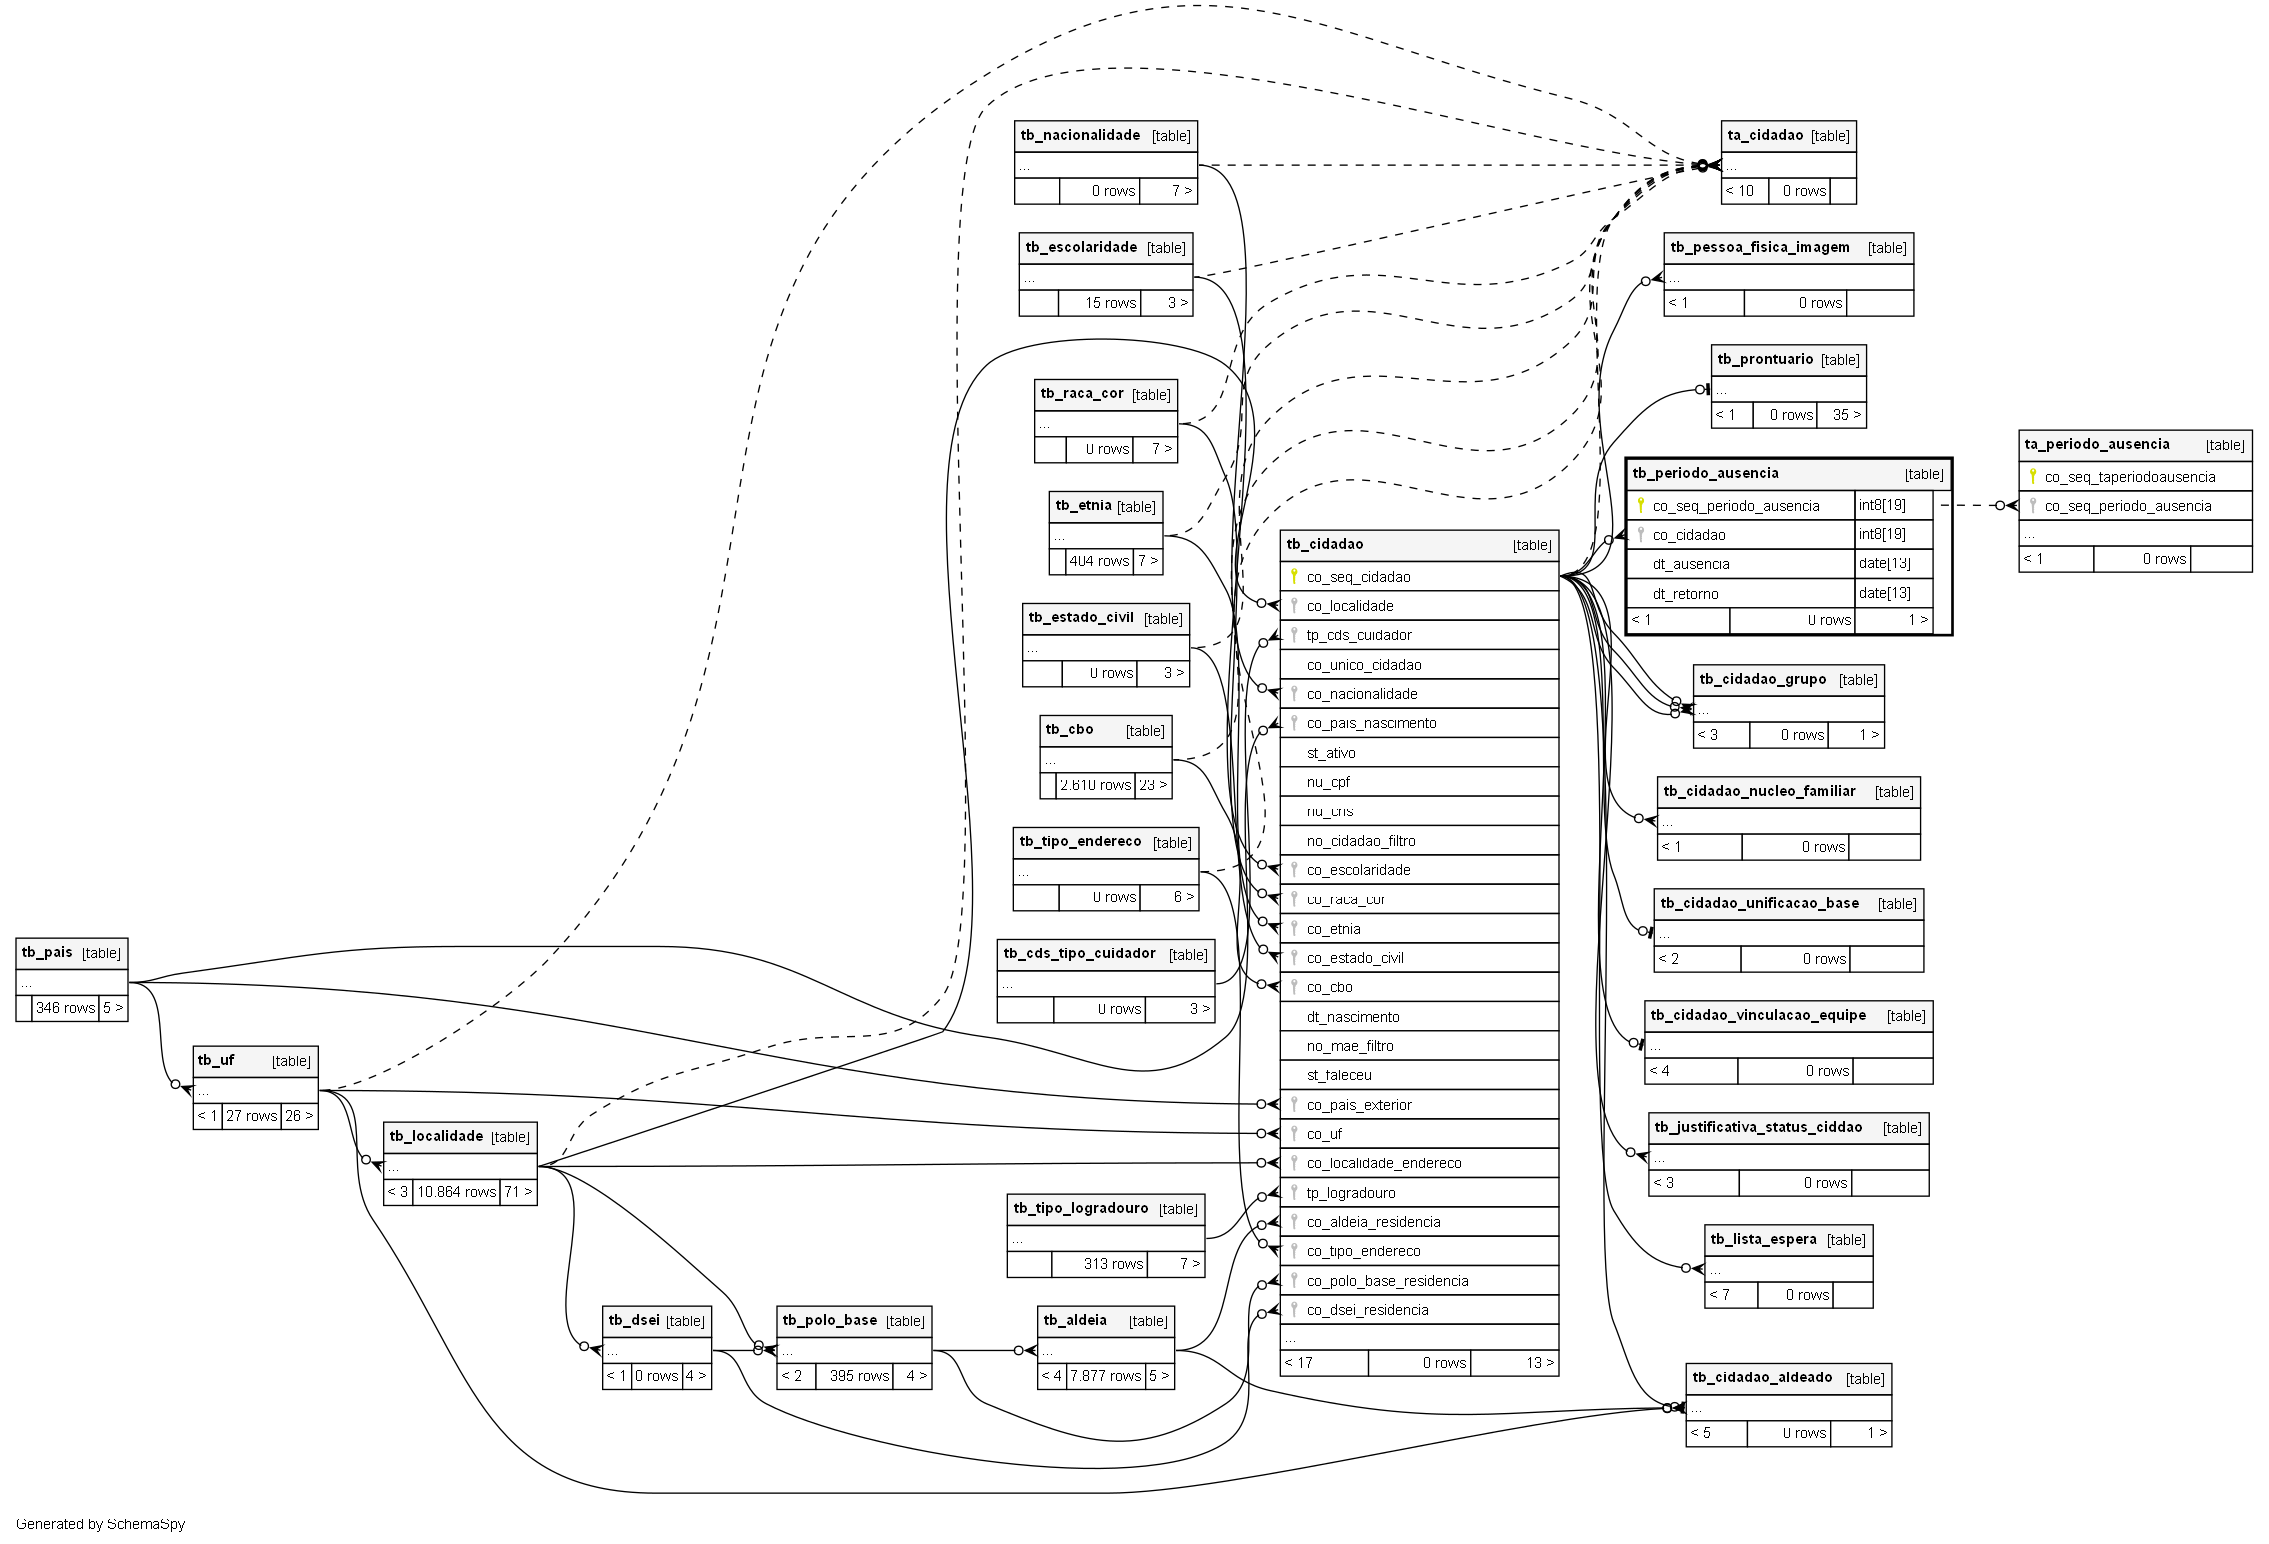 tb_nacionalidade [table]
...
0 rows 7 >
tb_escolaridade [table]
...
15 rows 3 >
tb_raca_cor [table]
...
0 rows 7 >
tb_etnia [table]
...
404 rows 7 >
tb_estado_civil [table]
...
0 rows 3 >
tb_cbo [table]
...
2.610 rows 23 >
tb_tipo_endereco [table]
...
0 rows 6 >
tb_cds_tipo_cuidador [table]
...
0 rows 3 >
tb_pais [table]
...
346 rows 5 >
tb_uf [table]
...
< 1 27 rows 26 >
tb_localidade [table]
...
< 3 10.864 rows 71 >
tb_tipo_logradouro [table]
...
313 rows 7 >
tb_dsei [table]
...
< 1 0 rows 4 >
tb_polo_base [table]
...
< 2 395 rows 4 >
tb_aldeia [table]
...
< 4 7.877 rows 5 >
tb_cidadao [table]
co_seq_cidadao
co_localidade
tp_cds_cuidador
co_unico_cidadao
co_nacionalidade
co_pais_nascimento
st_ativo
nu_cpf
nu_cns
no_cidadao_filtro
co_escolaridade
co_raca_cor
co_etnia
co_estado_civil
co_cbo
dt_nascimento
no_mae_filtro
st_faleceu
co_pais_exterior
co_uf
co_localidade_endereco
tp_logradouro
co_aldeia_residencia
co_tipo_endereco
co_polo_base_residencia
co_dsei_residencia
...
< 17 0 rows 13 >
ta_cidadao [table]
...
< 10 0 rows
tb_pessoa_fisica_imagem [table]
...
< 1 0 rows
tb_prontuario [table]
...
< 1 0 rows 35 >
tb_periodo_ausencia [table]
co_seq_periodo_ausencia int8[19]
co_cidadao int8[19]
dt_ausencia date[13]
dt_retorno date[13]
< 1 0 rows 1 >
ta_periodo_ausencia [table]
co_seq_taperiodoausencia
co_seq_periodo_ausencia
...
< 1 0 rows
tb_cidadao_grupo [table]
...
< 3 0 rows 1 >
tb_cidadao_nucleo_familiar [table]
...
< 1 0 rows
tb_cidadao_unificacao_base [table]
...
< 2 0 rows
tb_cidadao_vinculacao_equipe [table]
...
< 4 0 rows
tb_justificativa_status_ciddao [table]
...
< 3 0 rows
tb_lista_espera [table]
...
< 7 0 rows
tb_cidadao_aldeado [table]
...
< 5 0 rows 1 >
Generated by SchemaSpy